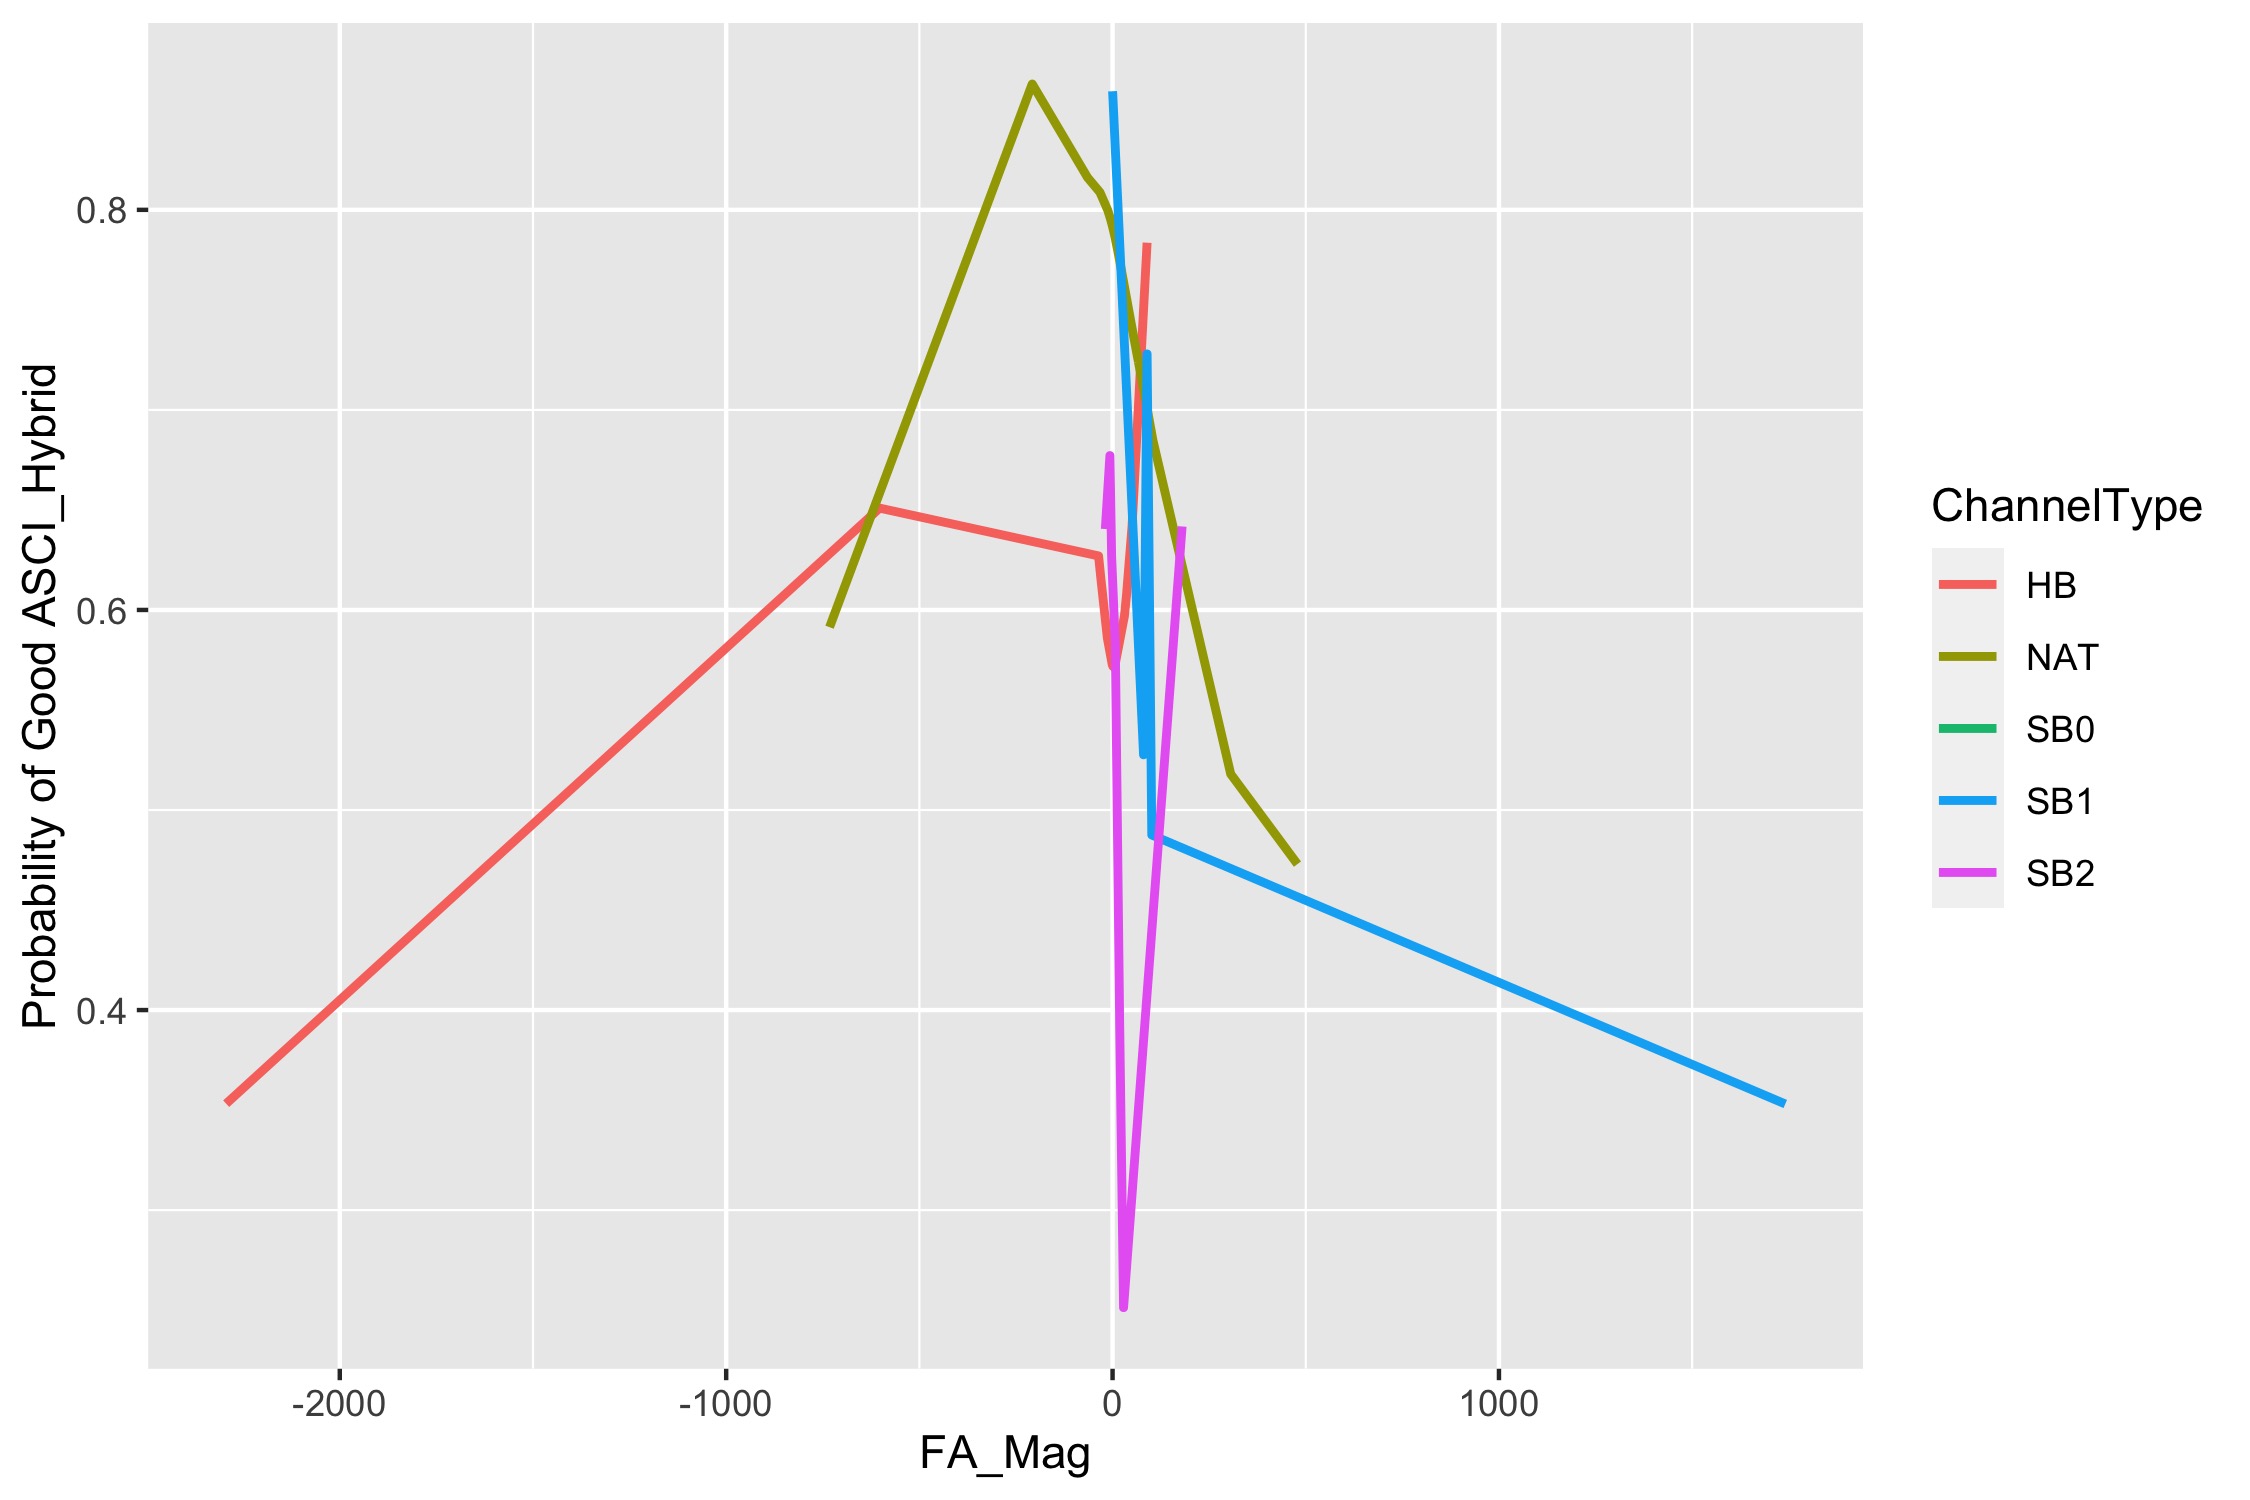 Probability of Good ASCI_Hybrid
0.8
0.6
0.4
-2000
-1000
0
1000
FA_Mag
ChannelType
HB
NAT
SB0
SB1
SB2